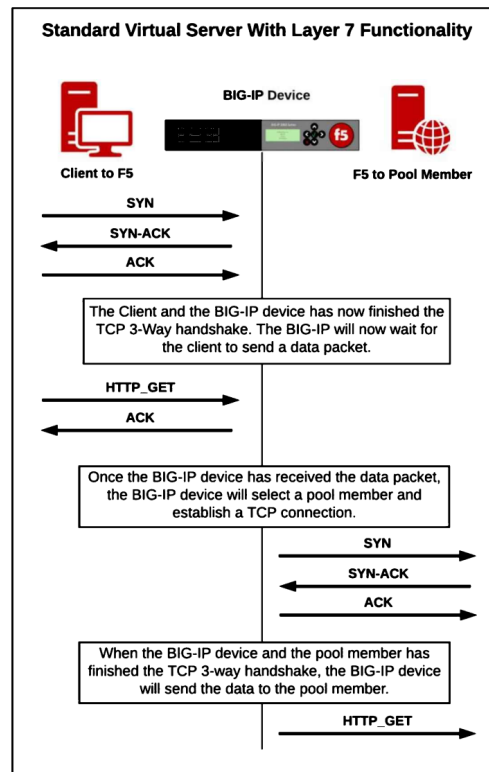 Standard Virtual Server With Layer 7 Functionality
BIG-IP Device
f5
Client to F5
F5 to Pool Member
SYN
SYN-ACK
ACK
The Client and the BIG-IP device has now finished the
TCP 3-Way handshake. The BIG-IP will now wait for
the client to send a data packet.
HTTP_GET
ACK
Once the BIG-IP device has received the data packet,
the BIG-IP device will select a pool member and
establish a TCP connection.
SYN
SYN-ACK
ACK
When the BIG-IP device and the pool member has
finished the TCP 3-way handshake, the BIG-IP device
will send the data to the pool member.
HTTP_GET